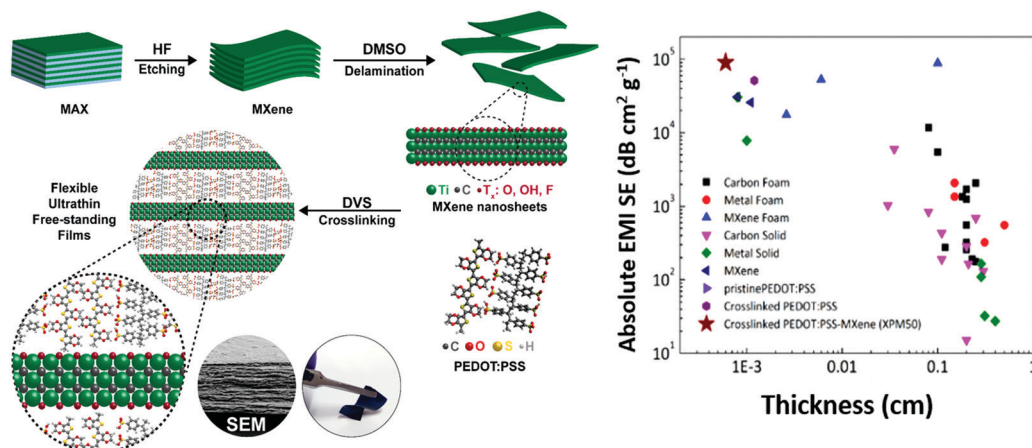 HF
Etching
DMSO
Delamination
MAX
MXene
Ti C Tx: O, OH, F
MXene nanosheets
Flexible
Ultrathin
Free-standing
Films
DVS
Crosslinking
C O S H
PEDOT:PSS
SEM
Absolute EMI SE (dB cm² g⁻¹)
10⁵
10⁴
10³
10²
10¹
Carbon Foam
Metal Foam
MXene Foam
Carbon Solid
Metal Solid
MXene
pristinePEDOT:PSS
Crosslinked PEDOT:PSS
Crosslinked PEDOT:PSS-MXene (XPM50)
1E-3
0.01
0.1
1
Thickness (cm)